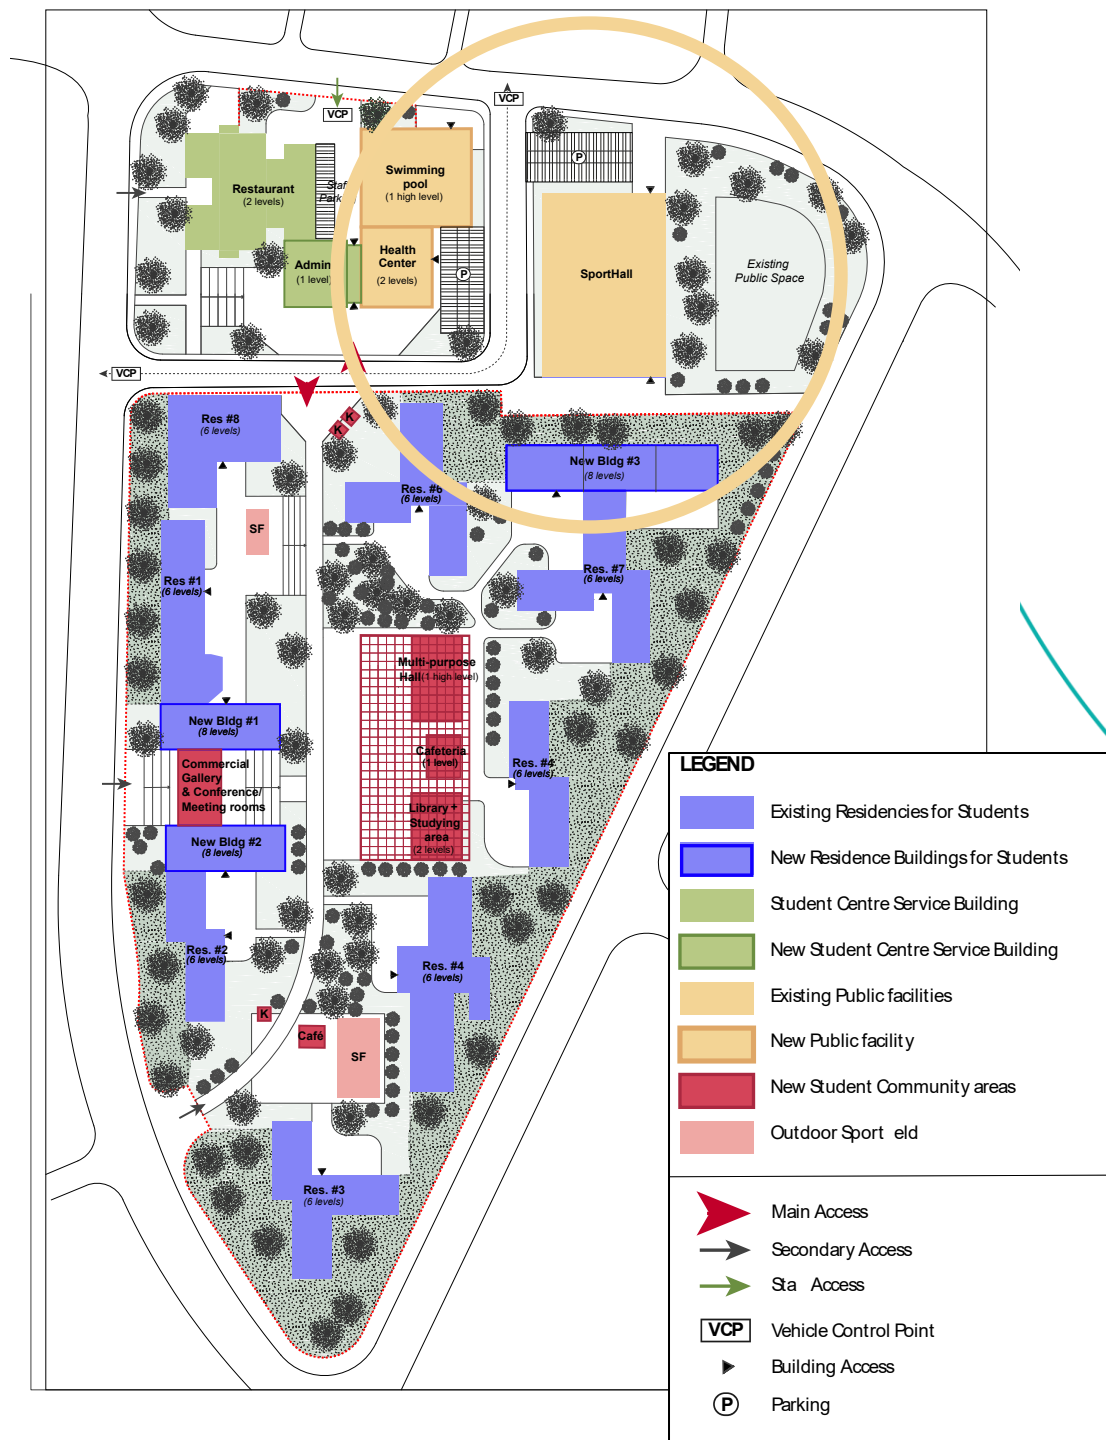 VCP
VCP
P
Swimming
pool
(1 high level)
Restaurant
(2 levels)
Staf
Park
SportHall
Existing
Public Space
Health
Center
(2 levels)
Admin
(1 level)
P
VCP
Res #8
(6 levels)
K
K
New Bldg #3
(8 levels)
Res. #6
(6 levels)
SF
Res #1
(6 levels)
Res. #7
(6 levels)
Multi-purpose
Hall(1 high level)
New Bldg #1
(8 levels)
Cafeteria
(1 level)
Commercial
Gallery
& Conference/
Meeting rooms
Res. #4
(6 levels)
Library +
Studying
area
(2 levels)
New Bldg #2
(8 levels)
Res. #2
(6 levels)
Res. #4
(6 levels)
K
Café
SF
Res. #3
(6 levels)
LEGEND
Existing Residencies for Students
New Residence Buildings for Students
Student Centre Service Building
New Student Centre Service Building
Existing Public facilities
New Public facility
New Student Community areas
Outdoor Sport eld
Main Access
Secondary Access
Sta Access
VCP Vehicle Control Point
Building Access
P Parking